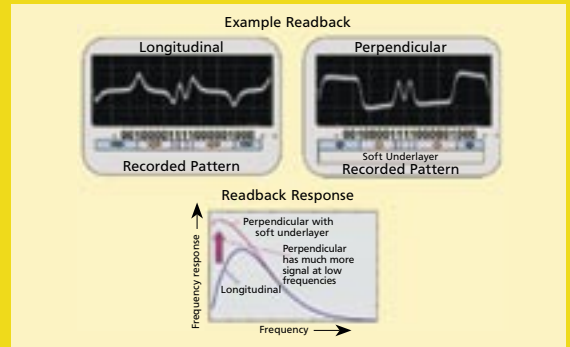 Example Readback
Longitudinal
Recorded Pattern
Perpendicular
Soft Underlayer
Recorded Pattern
Readback Response
Frequency response
Perpendicular with
soft underlayer
Perpendicular
has much more
signal at low
frequencies
Longitudinal
Frequency